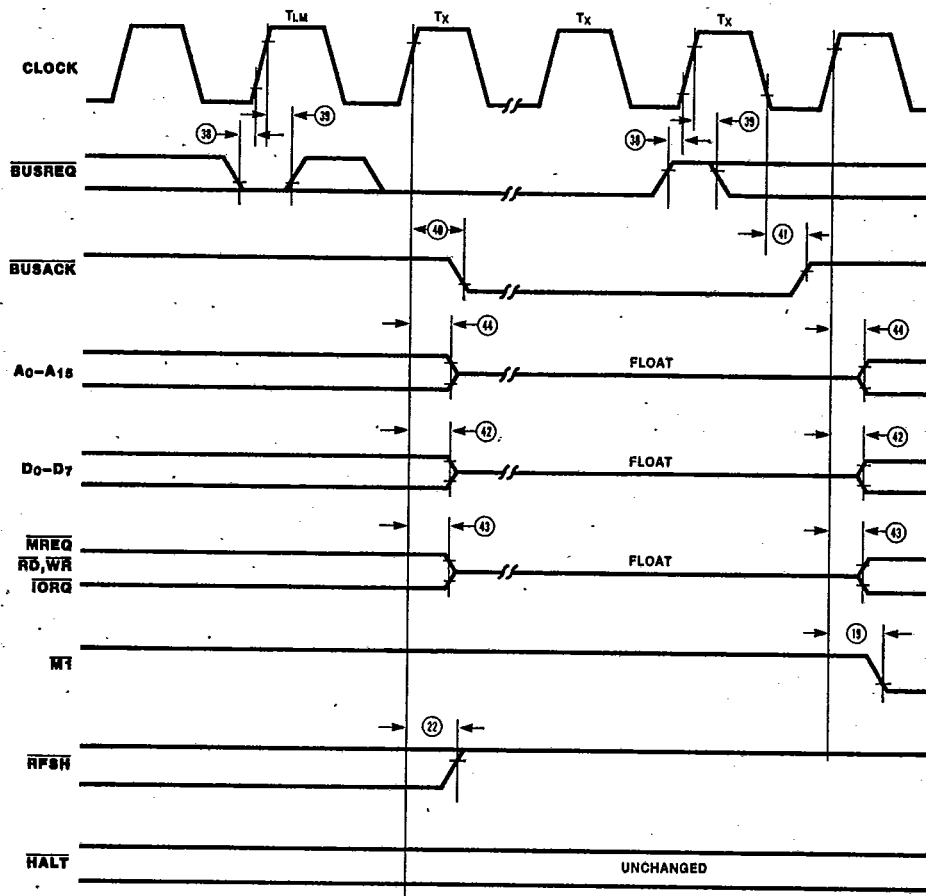 TLM TX TX TX
CLOCK
38 39 38 39
BUSREQ
40 41
BUSACK
44 44
A0–A15 FLOAT
42 42
D0–D7 FLOAT
43 43
MREQ
RD, WR FLOAT
IORQ
19
M1
22
RFSH
HALT UNCHANGED